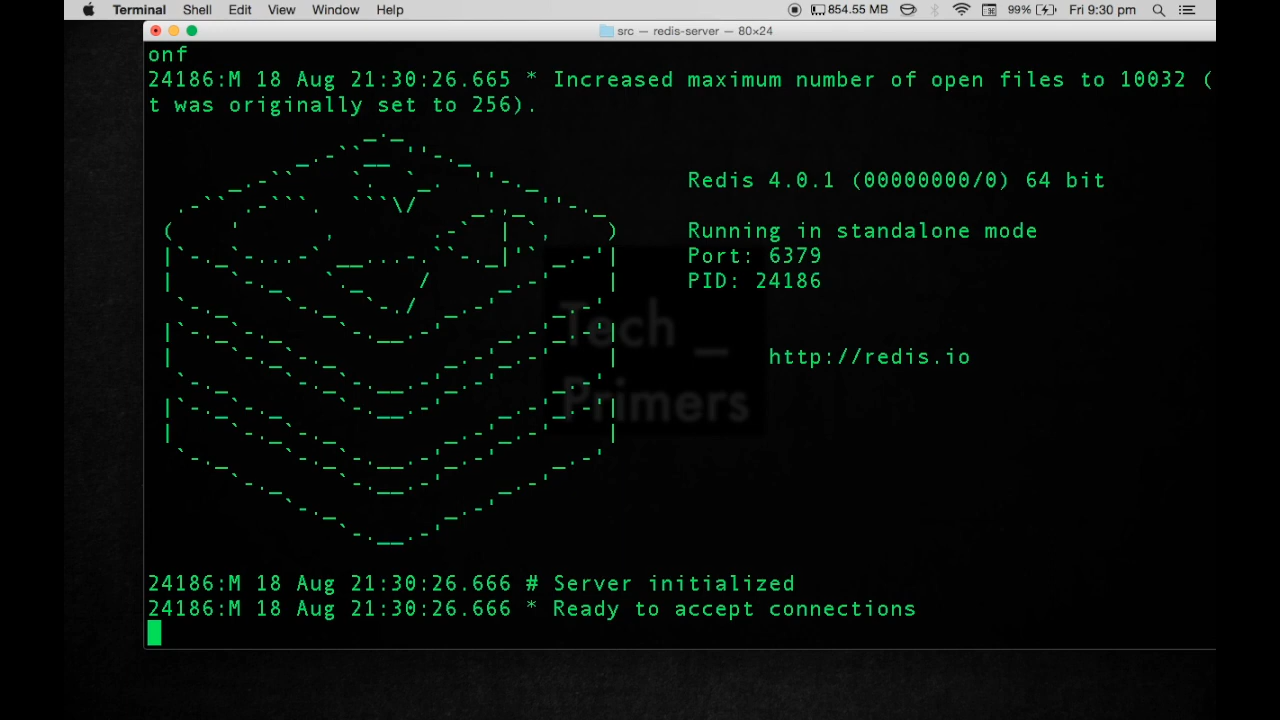 Terminal Shell Edit View Window Help 854.55 MB 99% Fri 9:30 pm
src — redis-server — 80×24
onf
24186:M 18 Aug 21:30:26.665 * Increased maximum number of open files to 10032 (
t was originally set to 256).
Redis 4.0.1 (00000000/0) 64 bit
Running in standalone mode
Port: 6379
PID: 24186
Tech _
http://redis.io
Primers
24186:M 18 Aug 21:30:26.666 # Server initialized
24186:M 18 Aug 21:30:26.666 * Ready to accept connections